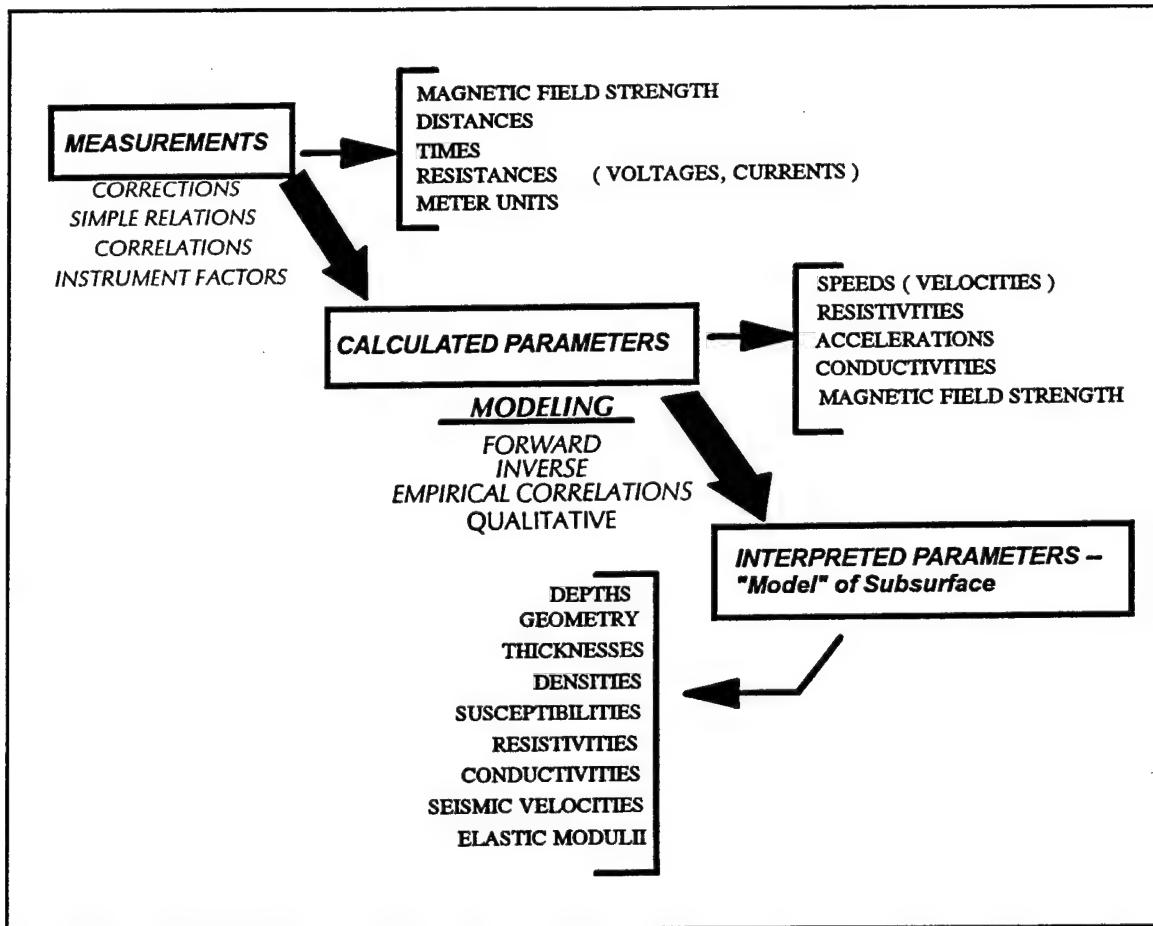 MEASUREMENTS
CORRECTIONS
SIMPLE RELATIONS
CORRELATIONS
INSTRUMENT FACTORS
MAGNETIC FIELD STRENGTH
DISTANCES
TIMES
RESISTANCES ( VOLTAGES, CURRENTS )
METER UNITS
CALCULATED PARAMETERS
MODELING
FORWARD
INVERSE
EMPIRICAL CORRELATIONS
QUALITATIVE
SPEEDS ( VELOCITIES )
RESISTIVITIES
ACCELERATIONS
CONDUCTIVITIES
MAGNETIC FIELD STRENGTH
INTERPRETED PARAMETERS –
"Model" of Subsurface
DEPTHS
GEOMETRY
THICKNESSES
DENSITIES
SUSCEPTIBILITIES
RESISTIVITIES
CONDUCTIVITIES
SEISMIC VELOCITIES
ELASTIC MODULII